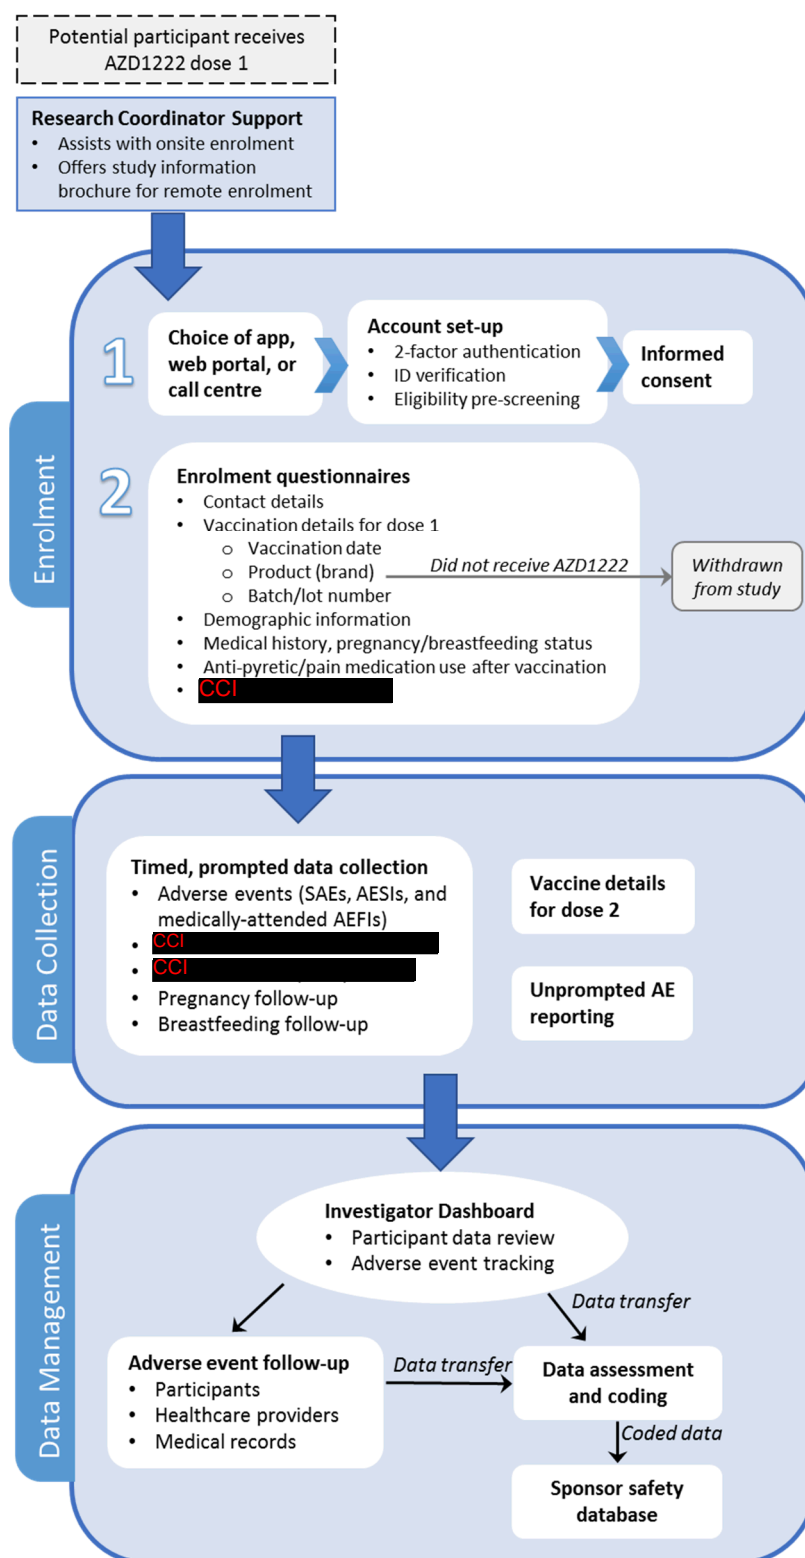 Potential participant receives
AZD1222 dose 1
Research Coordinator Support
• Assists with onsite enrolment
• Offers study information
brochure for remote enrolment
Enrolment
1
Choice of app,
web portal, or
call centre
Account set-up
• 2-factor authentication
• ID verification
• Eligibility pre-screening
Informed
consent
2
Enrolment questionnaires
• Contact details
• Vaccination details for dose 1
o Vaccination date
o Product (brand)
o Batch/lot number
Did not receive AZD1222
Withdrawn
from study
• Demographic information
• Medical history, pregnancy/breastfeeding status
• Anti-pyretic/pain medication use after vaccination
• CCI
Data Collection
Timed, prompted data collection
• Adverse events (SAEs, AESIs, and
medically-attended AEFIs)
• CCI
• CCI
• Pregnancy follow-up
• Breastfeeding follow-up
Vaccine details
for dose 2
Unprompted AE
reporting
Data Management
Investigator Dashboard
• Participant data review
• Adverse event tracking
Data transfer
Adverse event follow-up
• Participants
• Healthcare providers
• Medical records
Data transfer
Data assessment
and coding
Coded data
Sponsor safety
database